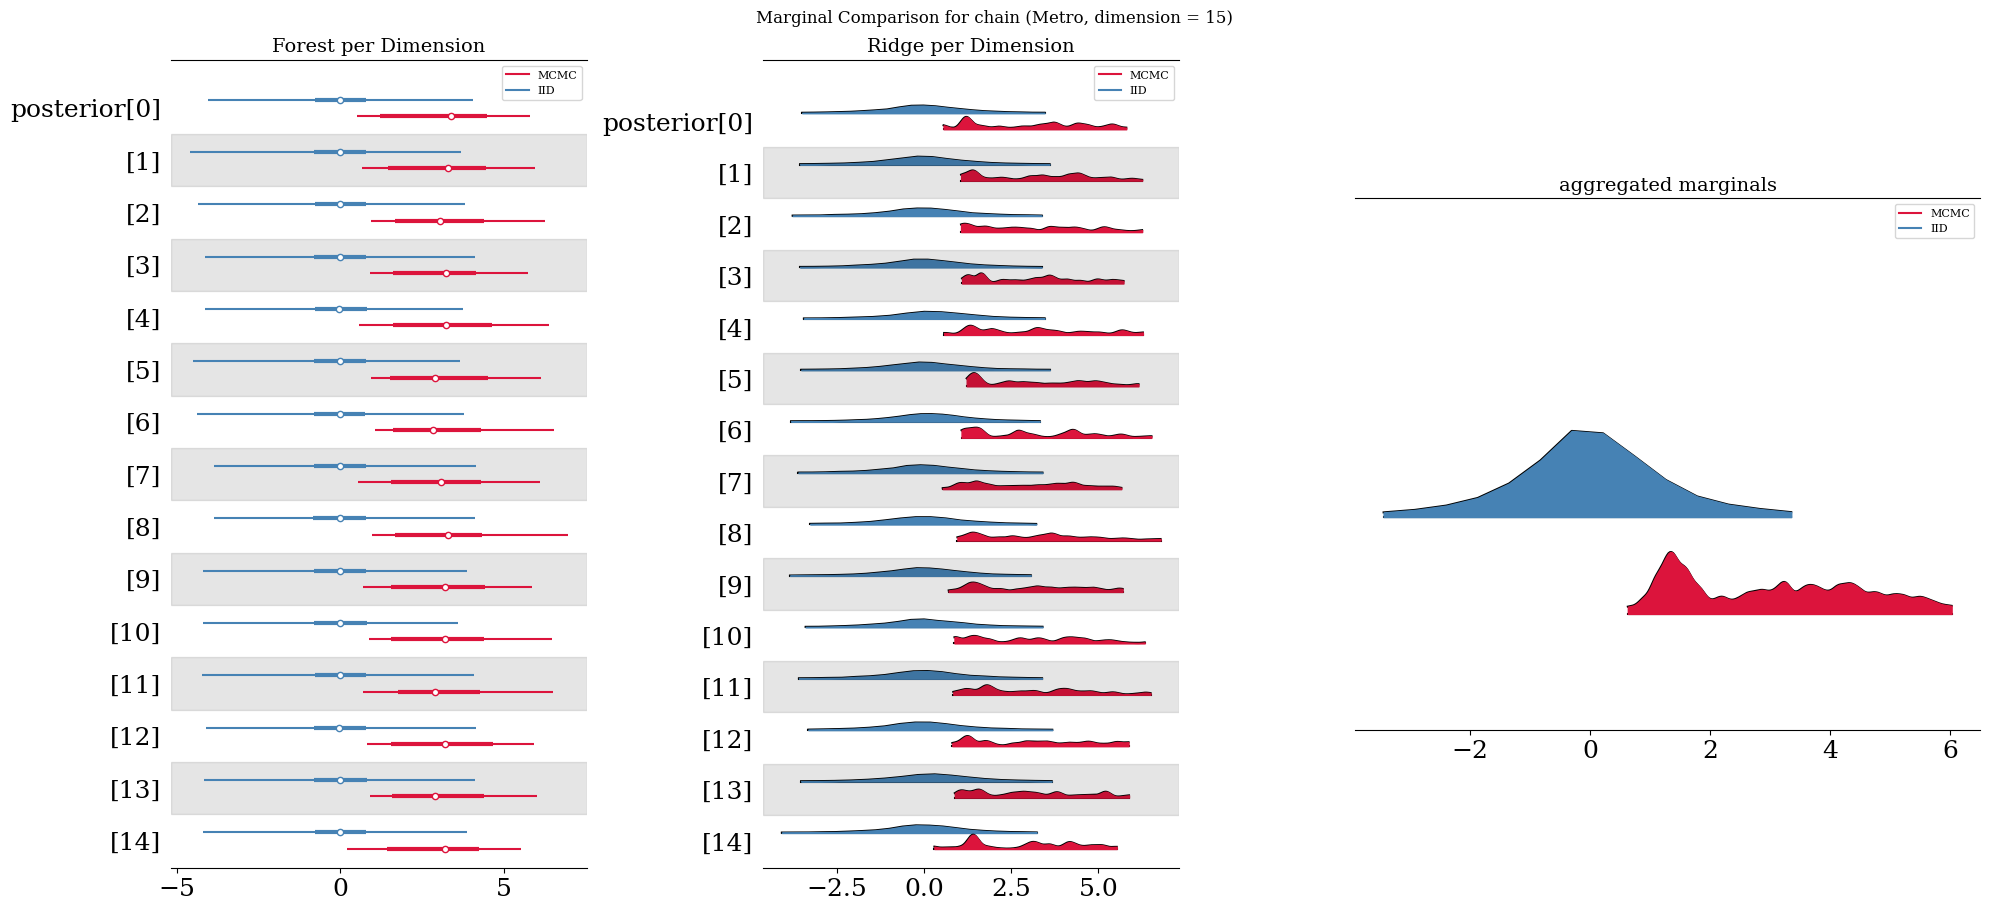 Marginal Comparison for chain (Metro, dimension = 15)
Forest per Dimension
MCMC
IID
posterior[0]
[1]
[2]
[3]
[4]
[5]
[6]
[7]
[8]
[9]
[10]
[11]
[12]
[13]
[14]
−5 0 5
Ridge per Dimension
MCMC
IID
posterior[0]
[1]
[2]
[3]
[4]
[5]
[6]
[7]
[8]
[9]
[10]
[11]
[12]
[13]
[14]
−2.5 0.0 2.5 5.0
aggregated marginals
MCMC
IID
−2 0 2 4 6